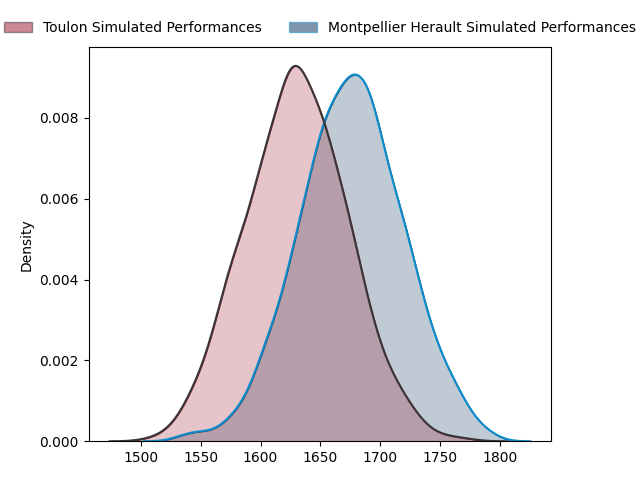 Toulon Simulated Performances Montpellier Herault Simulated Performances
0.008
0.006
Density
0.004
0.002
0.000
1500 1550 1600 1650 1700 1750 1800